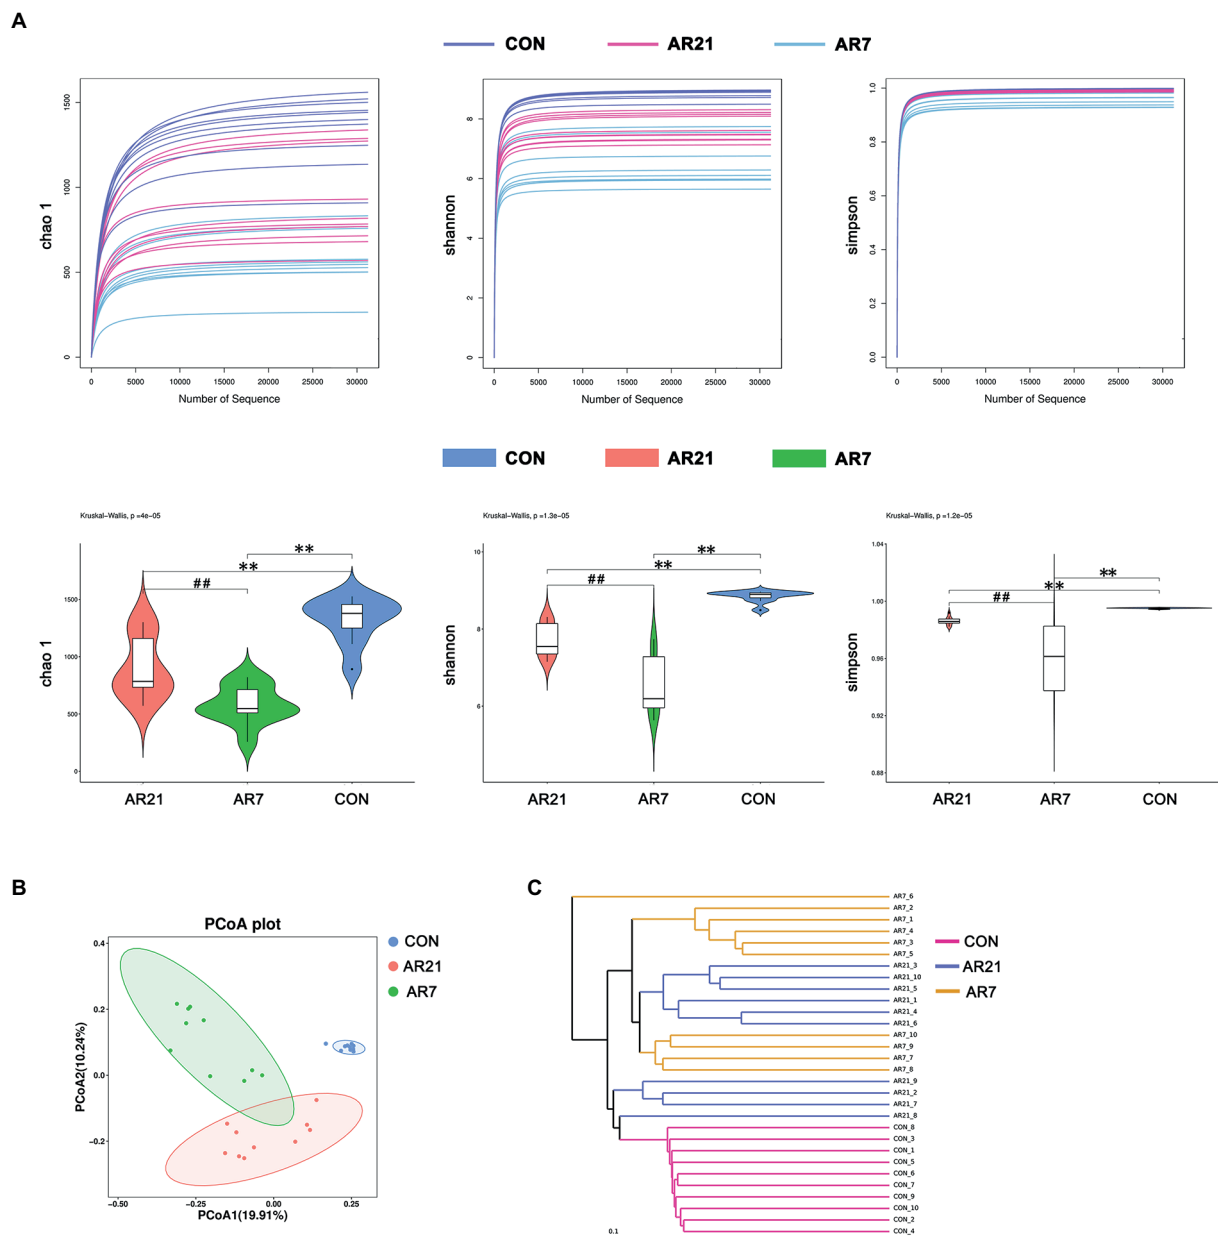 A
CON AR21 AR7
chao 1
1500
1000
500
0
0 5000 10000 15000 20000 25000 30000
Number of Sequence
shannon
8
6
4
2
0
0 5000 10000 15000 20000 25000 30000
Number of Sequence
simpson
1.0
0.8
0.6
0.4
0.2
0.0
0 5000 10000 15000 20000 25000 30000
Number of Sequence
CON AR21 AR7
Kruskal-Wallis, p =4e-05
chao 1
1500
1000
500
0
**
**
##
AR21 AR7 CON
Kruskal-Wallis, p =1.3e-05
shannon
10
8
6
**
**
##
AR21 AR7 CON
Kruskal-Wallis, p =1.2e-05
simpson
1.04
1.00
0.96
0.92
0.88
**
**
##
AR21 AR7 CON
B
PCoA plot
PCoA2(10.24%)
0.4
0.2
0.0
-0.2
-0.50 -0.25 0.00 0.25
PCoA1(19.91%)
CON
AR21
AR7
C
AR7_6
AR7_2
AR7_1
AR7_4
AR7_3
AR7_5
AR21_3
AR21_10
AR21_5
AR21_1
AR21_4
AR21_6
AR7_10
AR7_9
AR7_7
AR7_8
AR21_9
AR21_2
AR21_7
AR21_8
CON_8
CON_3
CON_1
CON_5
CON_6
CON_7
CON_9
CON_10
CON_2
CON_4
0.1
CON
AR21
AR7